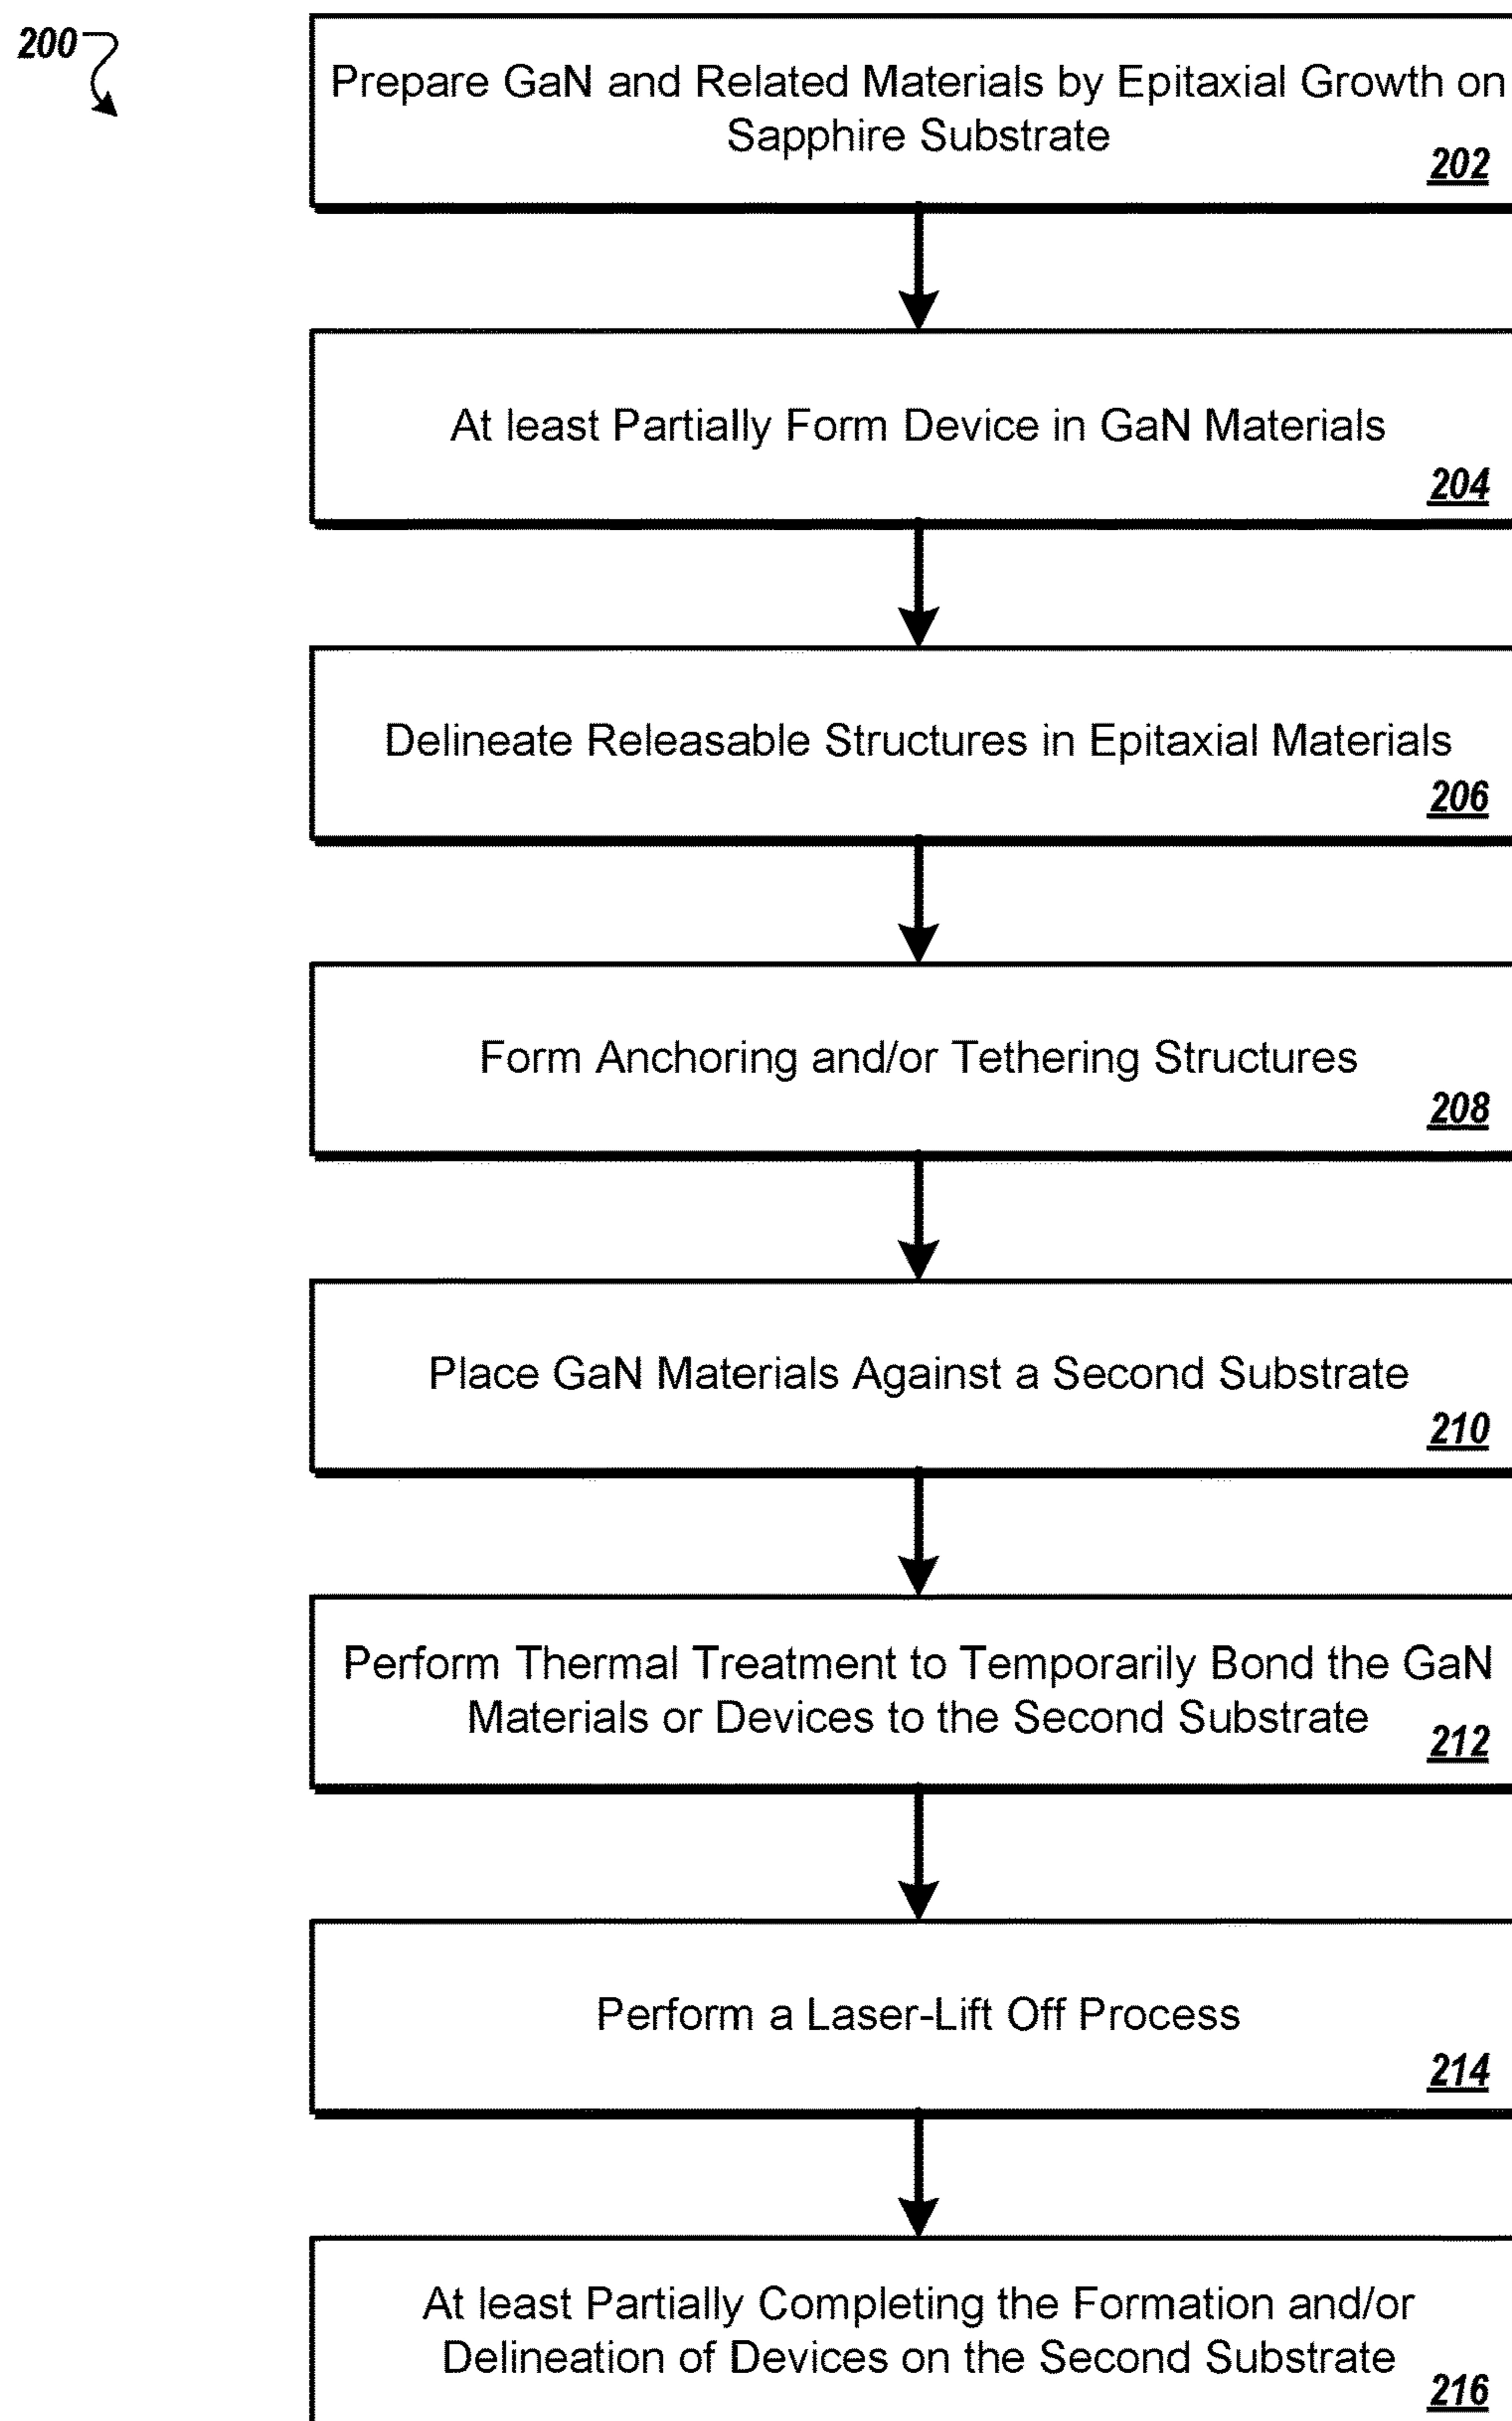 200
Prepare GaN and Related Materials by Epitaxial Growth on
Sapphire Substrate
202
At least Partially Form Device in GaN Materials
204
Delineate Releasable Structures in Epitaxial Materials
206
Form Anchoring and/or Tethering Structures
208
Place GaN Materials Against a Second Substrate
210
Perform Thermal Treatment to Temporarily Bond the GaN
Materials or Devices to the Second Substrate
212
Perform a Laser-Lift Off Process
214
At least Partially Completing the Formation and/or
Delineation of Devices on the Second Substrate
216